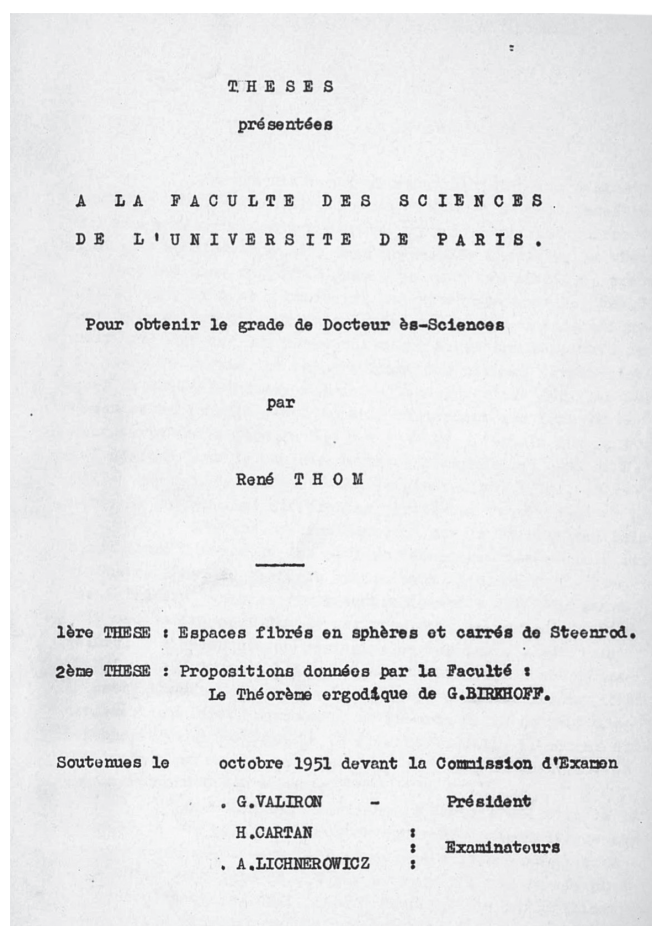 THESES
présentées
A LA FACULTE DES SCIENCES
DE L'UNIVERSITE DE PARIS.
Pour obtenir le grade de Docteur ès-Sciences
par
René THOM
1ère THESE : Espaces fibrés en sphères et carrés de Steenrod.
2ème THESE : Propositions données par la Faculté :
Le Théorème ergodique de G.BIRKHOFF.
Soutenues le octobre 1951 devant la Commission d'Examen
. G.VALIRON - Président
H.CARTAN :
: Examinateurs
. A.LICHNEROWICZ :